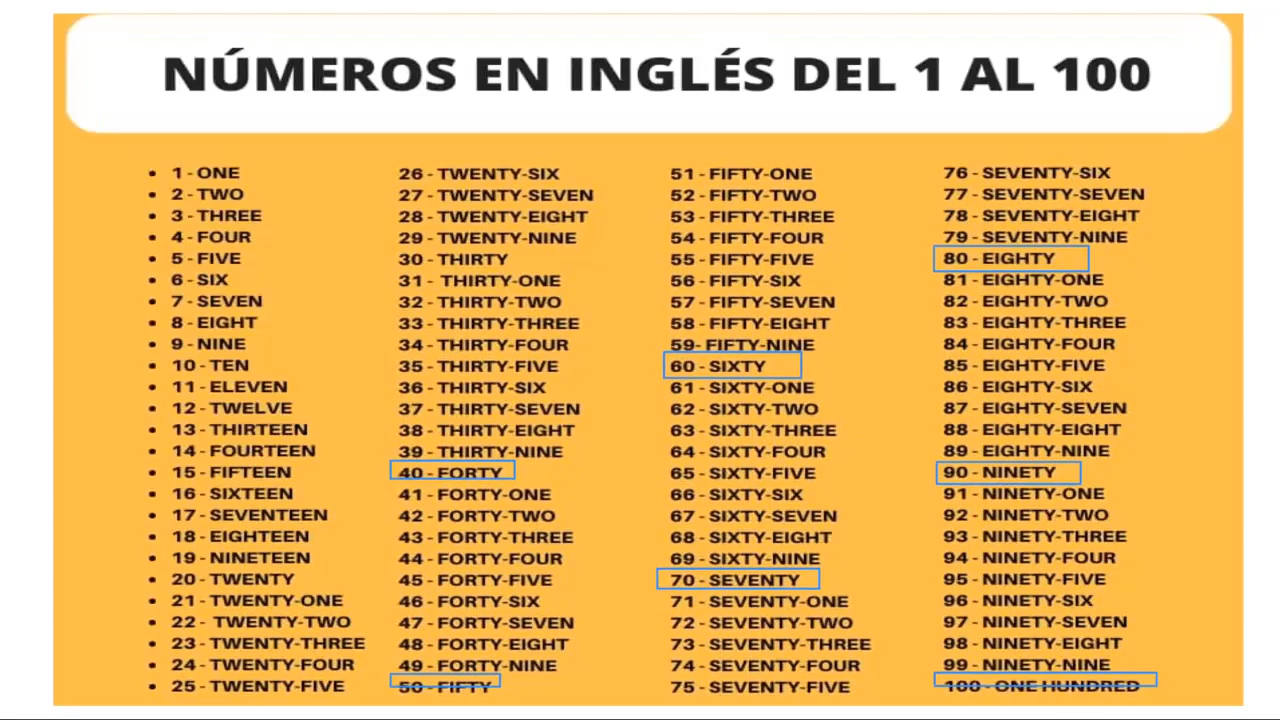 NÚMEROS EN INGLÉS DEL 1 AL 100
• 1 - ONE
• 2 - TWO
• 3 - THREE
• 4 - FOUR
• 5 - FIVE
• 6 - SIX
• 7 - SEVEN
• 8 - EIGHT
• 9 - NINE
• 10 - TEN
• 11 - ELEVEN
• 12 - TWELVE
• 13 - THIRTEEN
• 14 - FOURTEEN
• 15 - FIFTEEN
• 16 - SIXTEEN
• 17 - SEVENTEEN
• 18 - EIGHTEEN
• 19 - NINETEEN
• 20 - TWENTY
• 21 - TWENTY-ONE
• 22 - TWENTY-TWO
• 23 - TWENTY-THREE
• 24 - TWENTY-FOUR
• 25 - TWENTY-FIVE
26 - TWENTY-SIX
27 - TWENTY-SEVEN
28 - TWENTY-EIGHT
29 - TWENTY-NINE
30 - THIRTY
31 - THIRTY-ONE
32 - THIRTY-TWO
33 - THIRTY-THREE
34 - THIRTY-FOUR
35 - THIRTY-FIVE
36 - THIRTY-SIX
37 - THIRTY-SEVEN
38 - THIRTY-EIGHT
39 - THIRTY-NINE
40 - FORTY
41 - FORTY-ONE
42 - FORTY-TWO
43 - FORTY-THREE
44 - FORTY-FOUR
45 - FORTY-FIVE
46 - FORTY-SIX
47 - FORTY-SEVEN
48 - FORTY-EIGHT
49 - FORTY-NINE
50 - FIFTY
51 - FIFTY-ONE
52 - FIFTY-TWO
53 - FIFTY-THREE
54 - FIFTY-FOUR
55 - FIFTY-FIVE
56 - FIFTY-SIX
57 - FIFTY-SEVEN
58 - FIFTY-EIGHT
59- FIFTY-NINE
60 - SIXTY
61 - SIXTY-ONE
62 - SIXTY-TWO
63 - SIXTY-THREE
64 - SIXTY-FOUR
65 - SIXTY-FIVE
66 - SIXTY-SIX
67 - SIXTY-SEVEN
68 - SIXTY-EIGHT
69 - SIXTY-NINE
70 - SEVENTY
71 - SEVENTY-ONE
72 - SEVENTY-TWO
73 - SEVENTY-THREE
74 - SEVENTY-FOUR
75 - SEVENTY-FIVE
76 - SEVENTY-SIX
77 - SEVENTY-SEVEN
78 - SEVENTY-EIGHT
79 - SEVENTY-NINE
80 - EIGHTY
81 - EIGHTY-ONE
82 - EIGHTY-TWO
83 - EIGHTY-THREE
84 - EIGHTY-FOUR
85 - EIGHTY-FIVE
86 - EIGHTY-SIX
87 - EIGHTY-SEVEN
88 - EIGHTY-EIGHT
89 - EIGHTY-NINE
90 - NINETY
91 - NINETY-ONE
92 - NINETY-TWO
93 - NINETY-THREE
94 - NINETY-FOUR
95 - NINETY-FIVE
96 - NINETY-SIX
97 - NINETY-SEVEN
98 - NINETY-EIGHT
99 - NINETY-NINE
100 - ONE HUNDRED